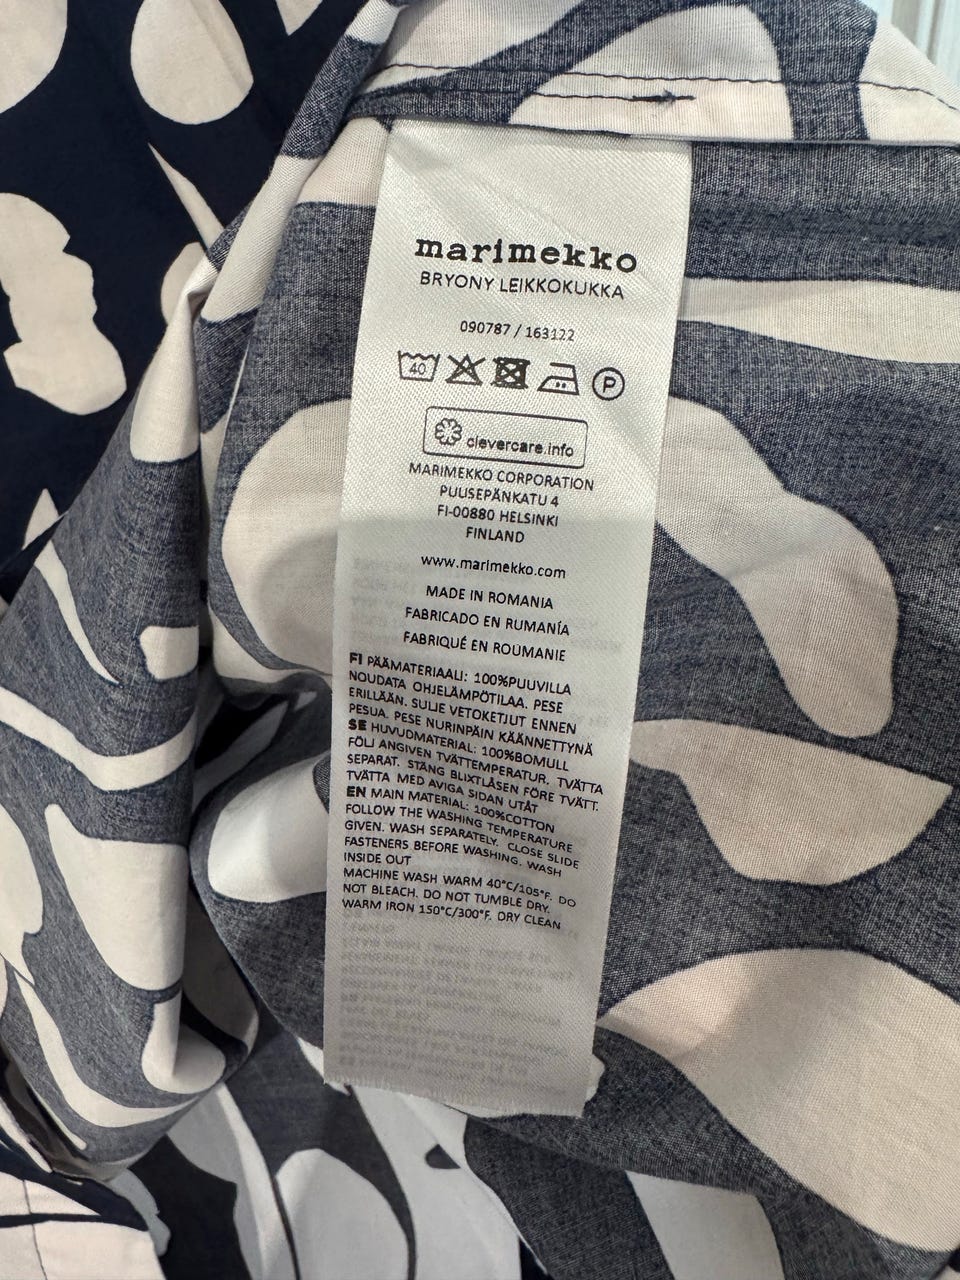 marimekko
BRYONY LEIKKOKUKKA
090787 / 163122
40
P
clevercare.info
MARIMEKKO CORPORATION
PUUSEPÄNKATU 4
FI-00880 HELSINKI
FINLAND
www.marimekko.com
MADE IN ROMANIA
FABRICADO EN RUMANÍA
FABRIQUÉ EN ROUMANIE
FI PÄÄMATERIAALI: 100%PUUVILLA
NOUDATA OHJELÄMPÖTILAA. PESE
ERILLÄÄN. SULJE VETOKETJUT ENNEN
PESUA. PESE NURINPÄIN KÄÄNNETTYNÄ
SE HUVUDMATERIAL: 100%BOMULL
FÖLJ ANGIVEN TVÄTTEMPERATUR. TVÄTTA
SEPARAT. STÄNG BLIXTLÅSEN FÖRE TVÄTT.
TVÄTTA MED AVIGA SIDAN UTÅT
EN MAIN MATERIAL: 100%COTTON
FOLLOW THE WASHING TEMPERATURE
GIVEN. WASH SEPARATELY. CLOSE SLIDE
FASTENERS BEFORE WASHING. WASH
INSIDE OUT
MACHINE WASH WARM 40°C/105°F. DO
NOT BLEACH. DO NOT TUMBLE DRY.
WARM IRON 150°C/300°F. DRY CLEAN